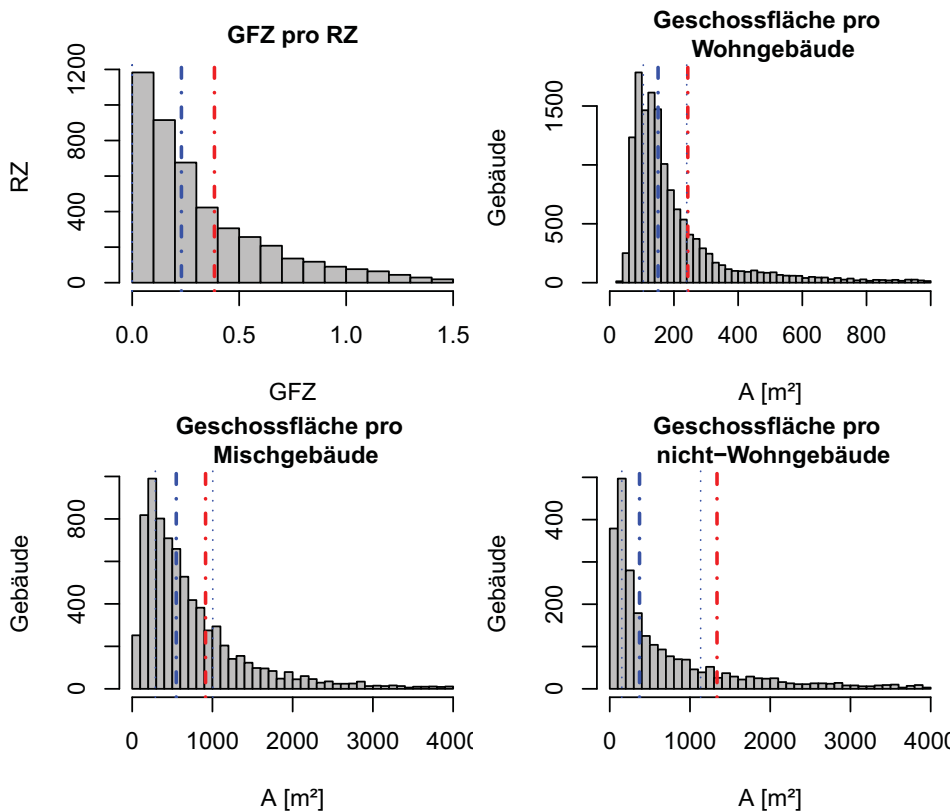 GFZ pro RZ
RZ
0 400 800 1200
0.0 0.5 1.0 1.5
GFZ
Geschossfläche pro
Wohngebäude
Gebäude
0 500 1500
0 200 400 600 800
A [m²]
Geschossfläche pro
Mischgebäude
Gebäude
0 400 800
0 1000 2000 3000 4000
A [m²]
Geschossfläche pro
nicht−Wohngebäude
Gebäude
0 200 400
0 1000 2000 3000 4000
A [m²]